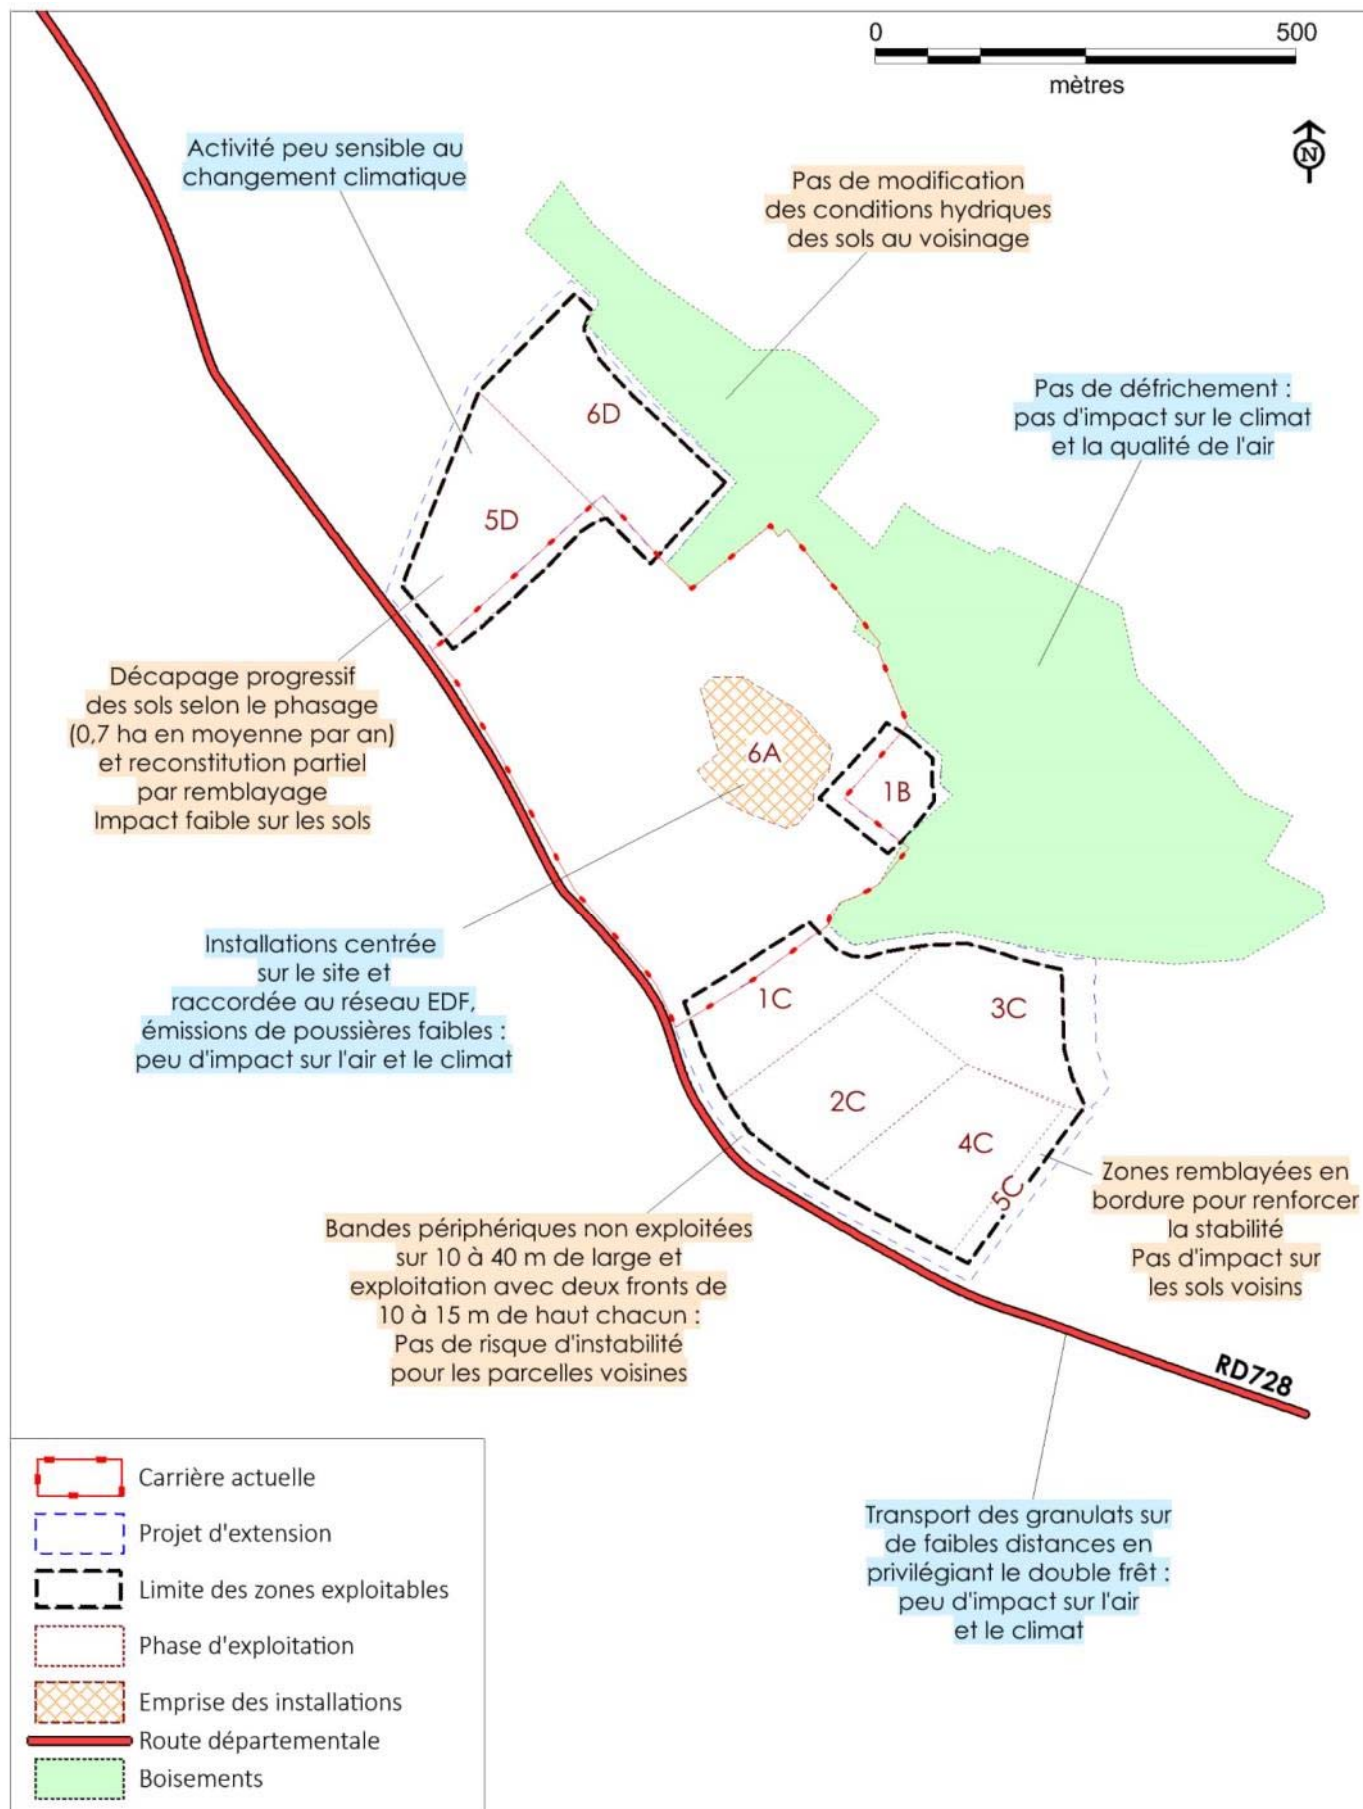 0 500
mètres
N
Activité peu sensible au
changement climatique
Pas de modification
des conditions hydriques
des sols au voisinage
Pas de défrichement :
pas d'impact sur le climat
et la qualité de l'air
6D
5D
Décapage progressif
des sols selon le phasage
(0,7 ha en moyenne par an)
et reconstitution partiel
par remblayage
Impact faible sur les sols
6A
1B
Installations centrée
sur le site et
raccordée au réseau EDF,
émissions de poussières faibles :
peu d'impact sur l'air et le climat
1C
3C
2C
4C
5C
Zones remblayées en
bordure pour renforcer
la stabilité
Pas d'impact sur
les sols voisins
Bandes périphériques non exploitées
sur 10 à 40 m de large et
exploitation avec deux fronts de
10 à 15 m de haut chacun :
Pas de risque d'instabilité
pour les parcelles voisines
RD728
Transport des granulats sur
de faibles distances en
privilégiant le double frêt :
peu d'impact sur l'air
et le climat
Carrière actuelle
Projet d'extension
Limite des zones exploitables
Phase d'exploitation
Emprise des installations
Route départementale
Boisements